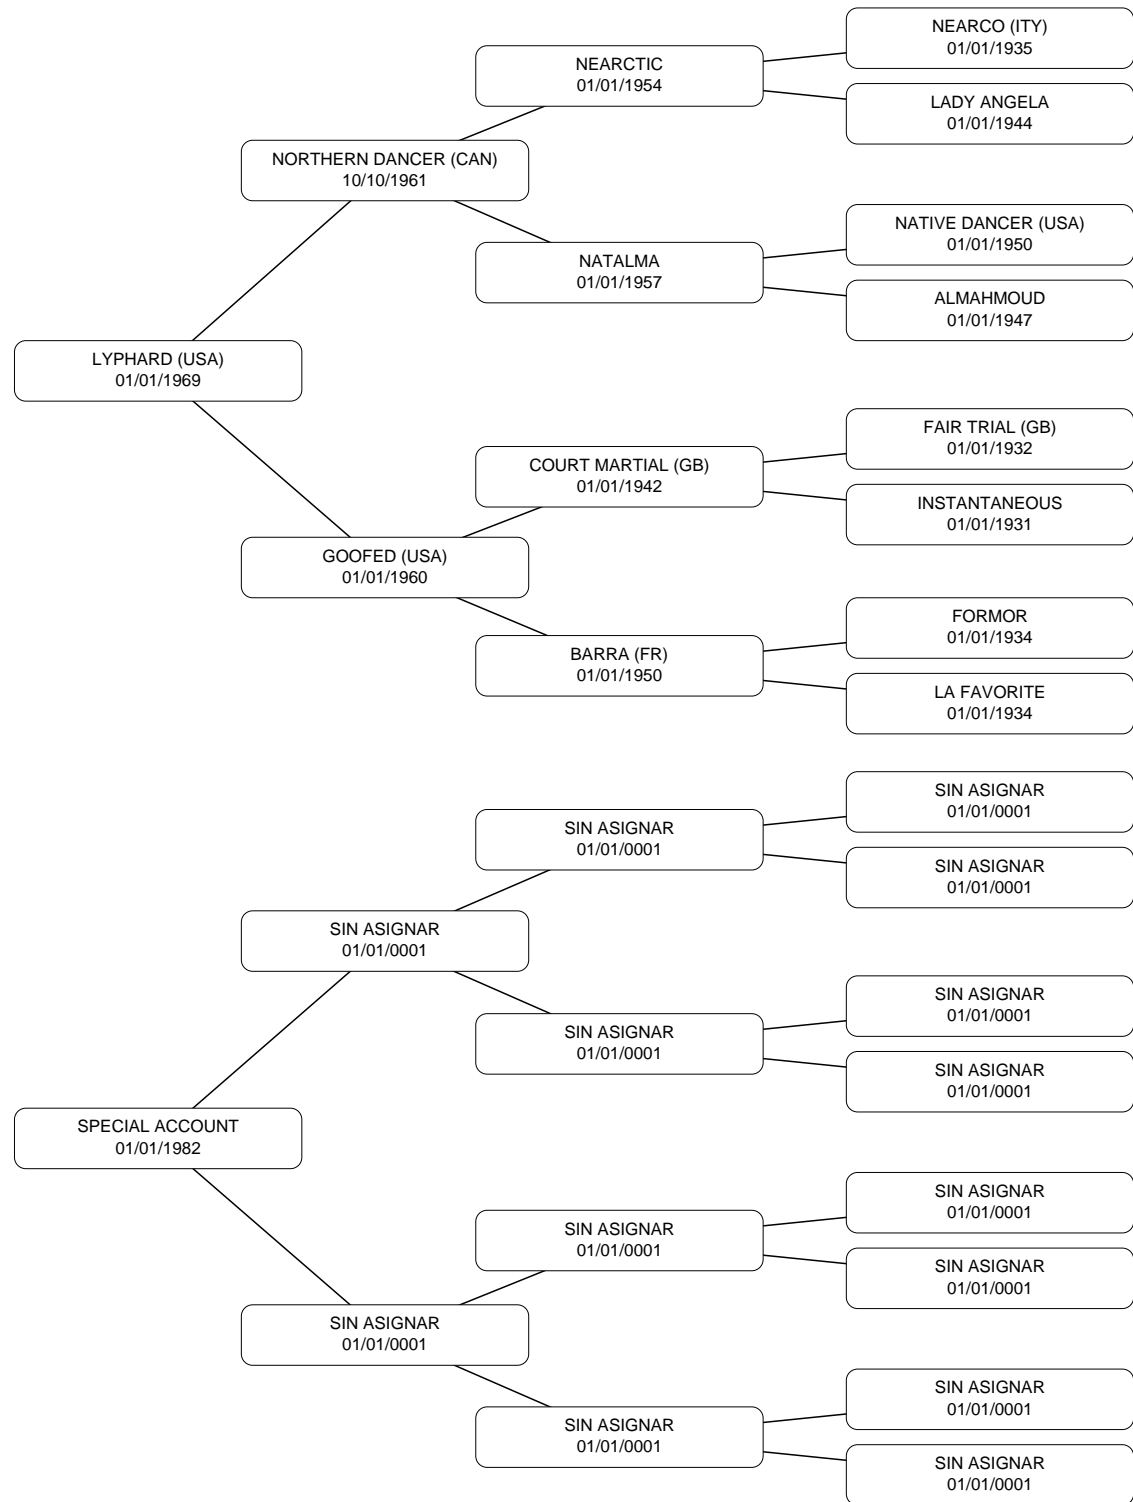 NEARCO (ITY)
01/01/1935
NEARCTIC
01/01/1954
LADY ANGELA
01/01/1944
NORTHERN DANCER (CAN)
10/10/1961
NATIVE DANCER (USA)
01/01/1950
NATALMA
01/01/1957
ALMAHMOUD
01/01/1947
LYPHARD (USA)
01/01/1969
FAIR TRIAL (GB)
01/01/1932
COURT MARTIAL (GB)
01/01/1942
INSTANTANEOUS
01/01/1931
GOOFED (USA)
01/01/1960
FORMOR
01/01/1934
BARRA (FR)
01/01/1950
LA FAVORITE
01/01/1934
SIN ASIGNAR
01/01/0001
SIN ASIGNAR
01/01/0001
SIN ASIGNAR
01/01/0001
SIN ASIGNAR
01/01/0001
SIN ASIGNAR
01/01/0001
SIN ASIGNAR
01/01/0001
SIN ASIGNAR
01/01/0001
SPECIAL ACCOUNT
01/01/1982
SIN ASIGNAR
01/01/0001
SIN ASIGNAR
01/01/0001
SIN ASIGNAR
01/01/0001
SIN ASIGNAR
01/01/0001
SIN ASIGNAR
01/01/0001
SIN ASIGNAR
01/01/0001
SIN ASIGNAR
01/01/0001